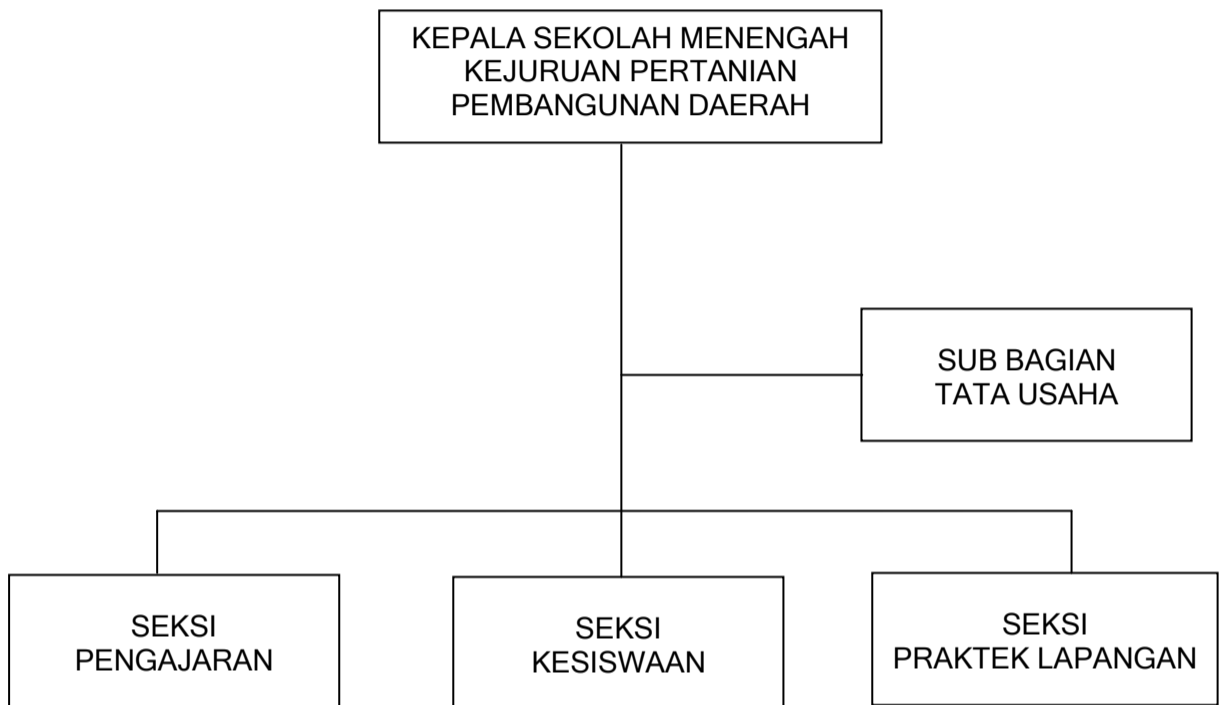 KEPALA SEKOLAH MENENGAH
KEJURUAN PERTANIAN
PEMBANGUNAN DAERAH
SUB BAGIAN
TATA USAHA
SEKSI
PENGAJARAN
SEKSI
KESISWAAN
SEKSI
PRAKTEK LAPANGAN